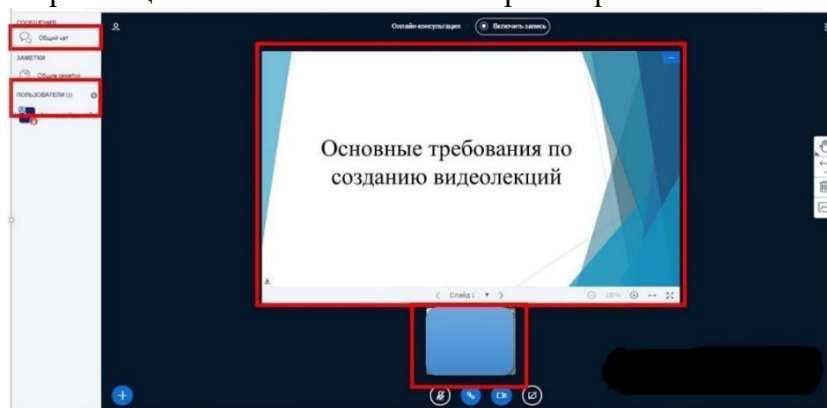 СООБЩЕНИЯ
Общий чат
ЗАМЕТКИ
Общие заметки
ПОЛЬЗОВАТЕЛИ (1)
Онлайн-консультация
Включить запись
Основные требования по
созданию видеолекций
Слайд 1